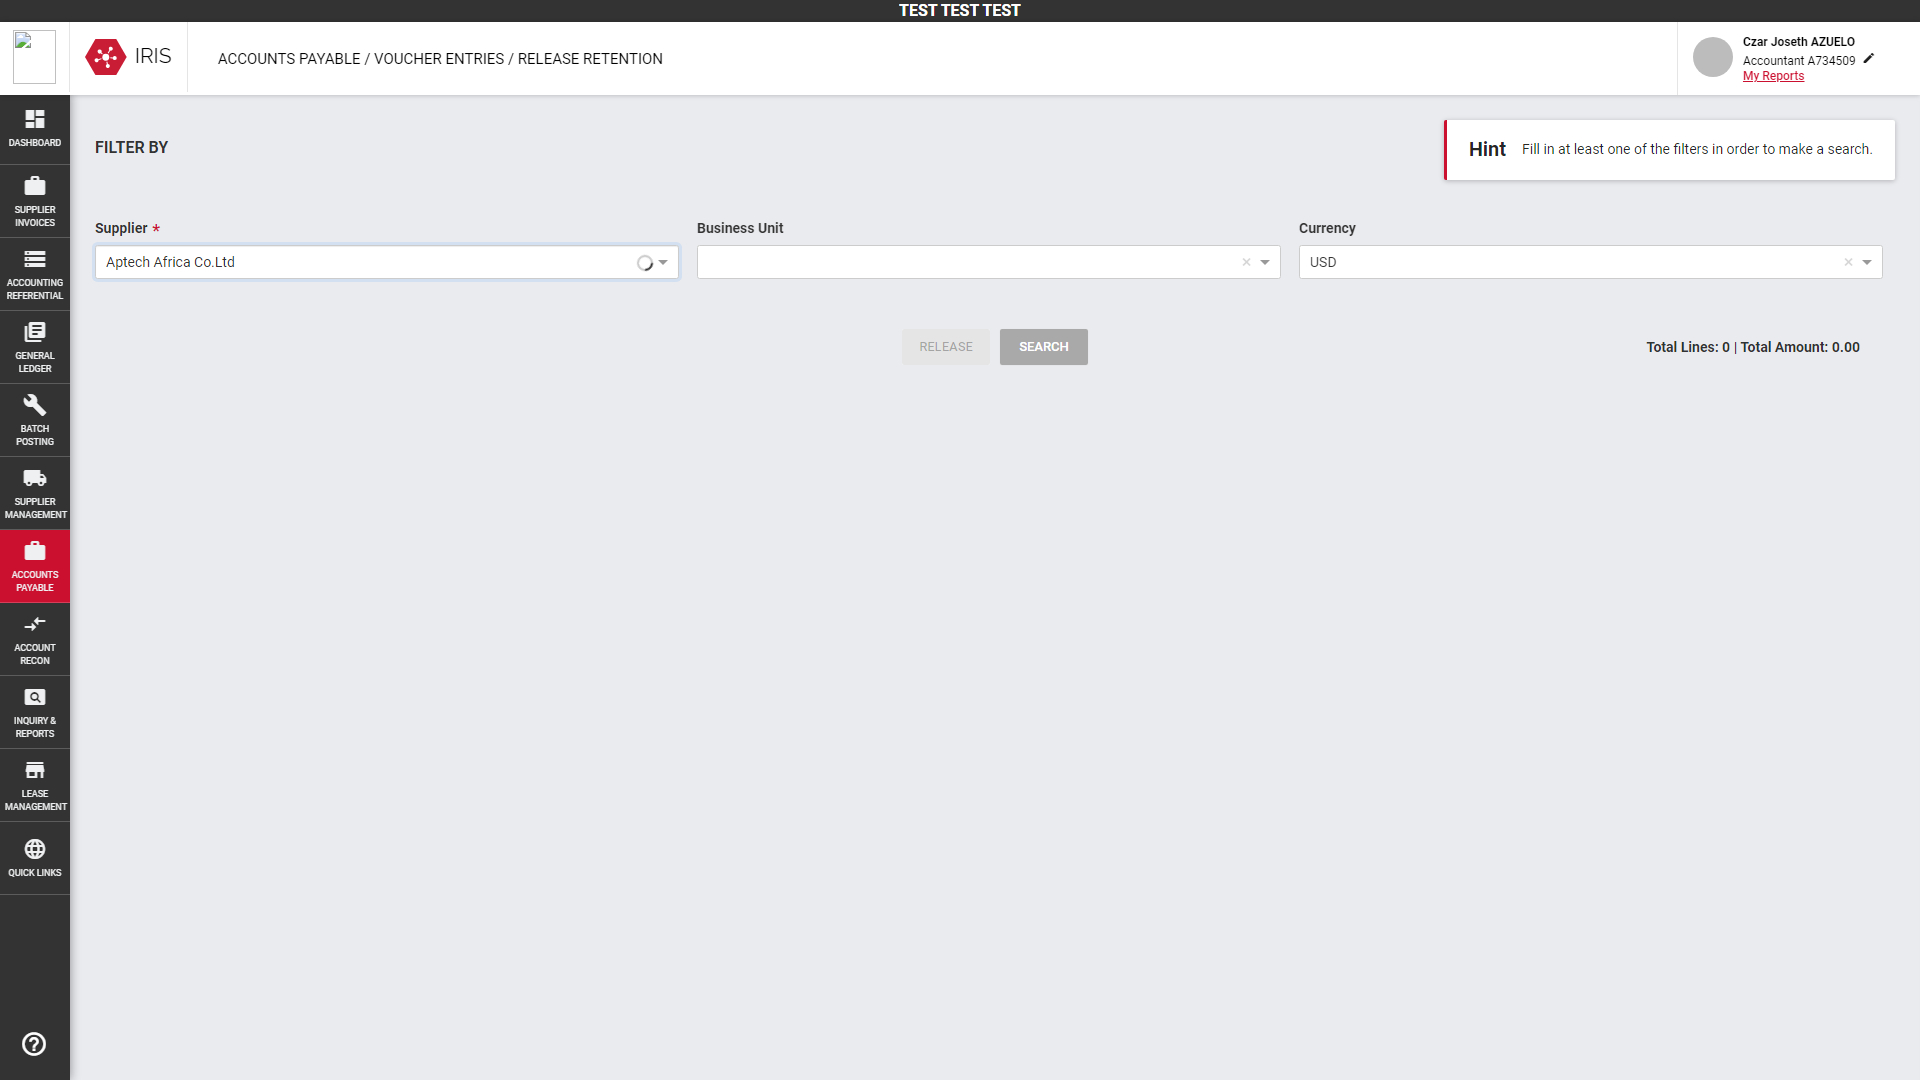 TEST TEST TEST
IRIS
ACCOUNTS PAYABLE / VOUCHER ENTRIES / RELEASE RETENTION
Czar Joseth AZUELO
Accountant A734509
My Reports
DASHBOARD
SUPPLIER
INVOICES
ACCOUNTING
REFERENTIAL
GENERAL
LEDGER
BATCH
POSTING
SUPPLIER
MANAGEMENT
ACCOUNTS
PAYABLE
ACCOUNT
RECON
INQUIRY &
REPORTS
LEASE
MANAGEMENT
QUICK LINKS
FILTER BY
Hint Fill in at least one of the filters in order to make a search.
Supplier *
Aptech Africa Co.Ltd
Business Unit
Currency
USD
RELEASE
SEARCH
Total Lines: 0 | Total Amount: 0.00